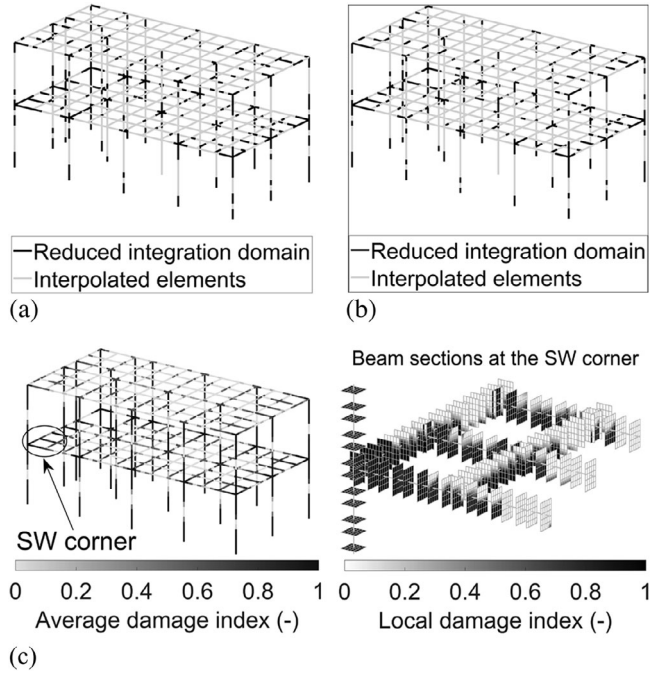 Reduced integration domain
Interpolated elements
(a)
Reduced integration domain
Interpolated elements
(b)
Beam sections at the SW corner
SW corner
0 0.2 0.4 0.6 0.8 1
Average damage index (-)
0 0.2 0.4 0.6 0.8 1
Local damage index (-)
(c)